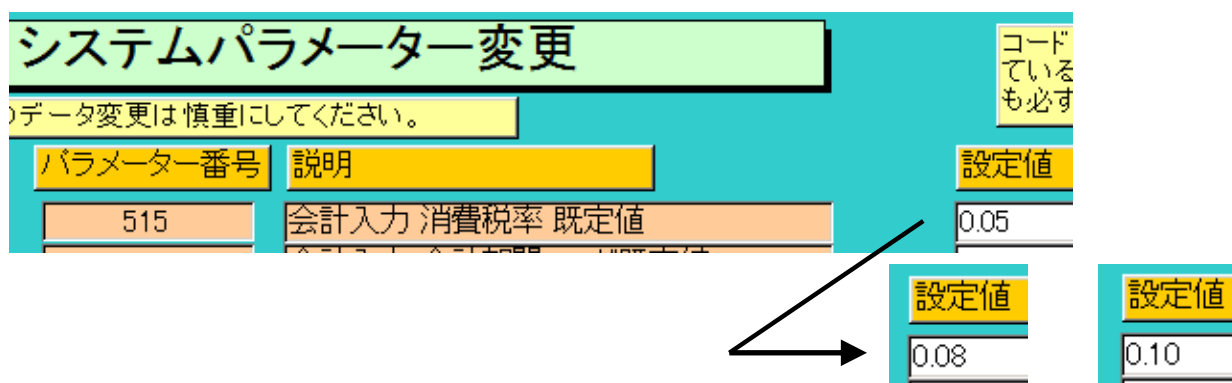 システムパラメーター変更
コード
ている
も必ず
のデータ変更は慎重にしてください。
パラメーター番号 説明 設定値
515 会計入力 消費税率 既定値 0.05
設定値 設定値
0.08 0.10